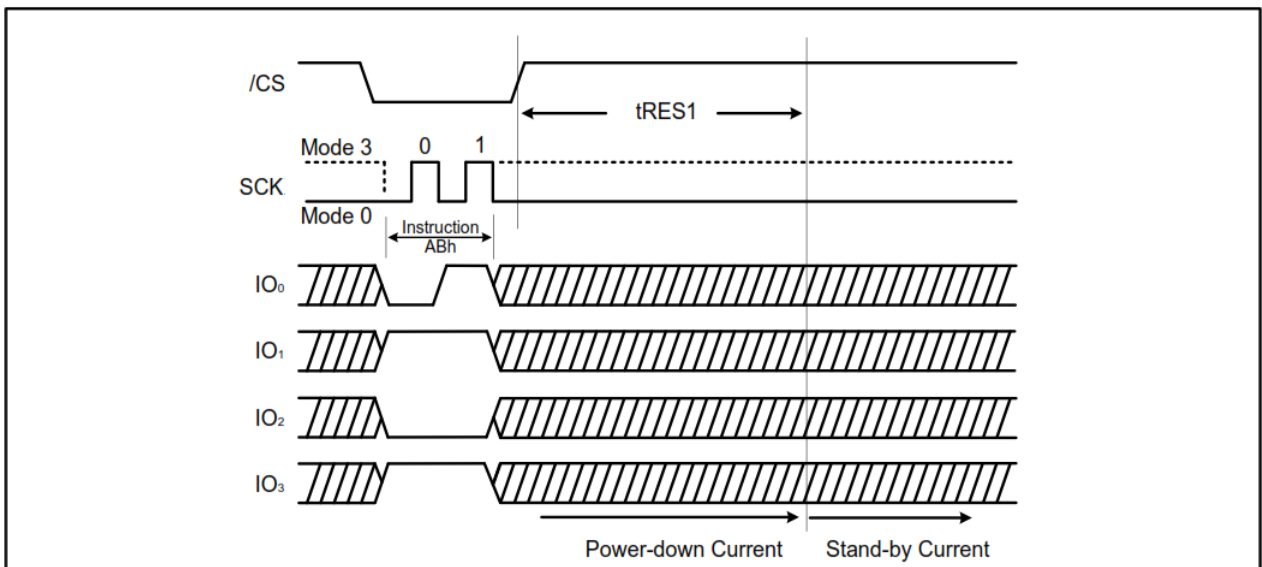 /CS
tRES1
Mode 3 0 1
SCK
Mode 0
Instruction
ABh
IO₀
IO₁
IO₂
IO₃
Power-down Current Stand-by Current